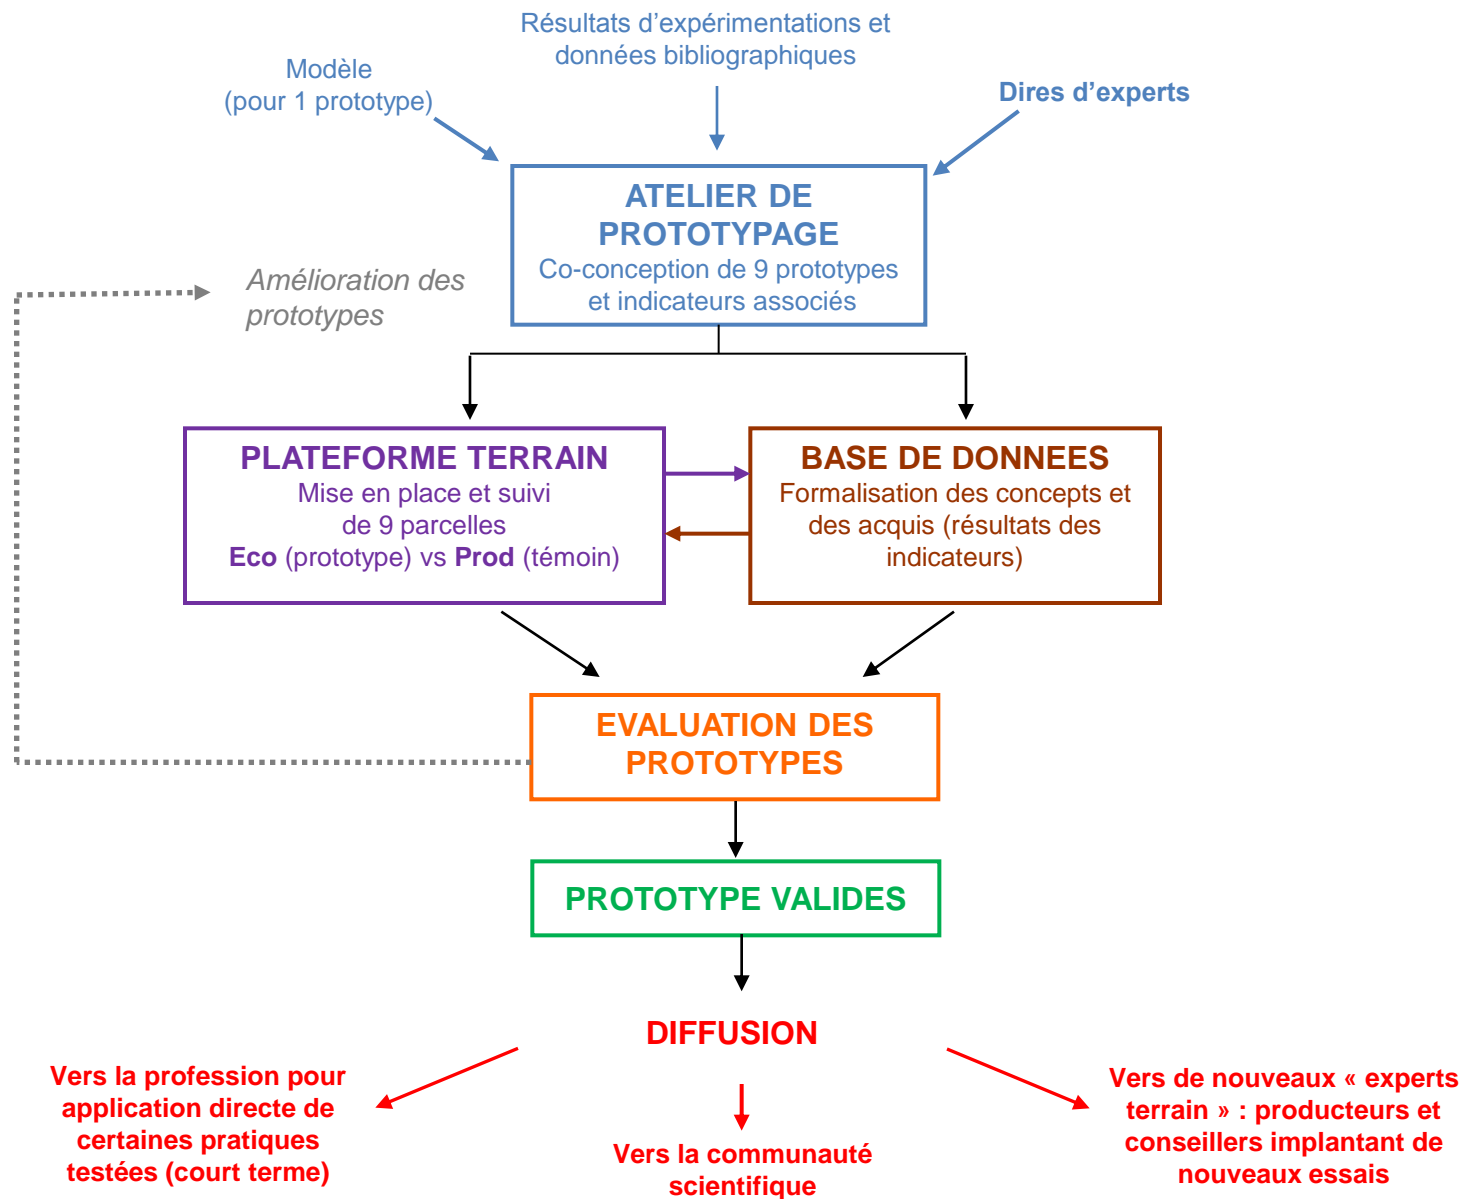 Résultats d’expérimentations et
données bibliographiques
Modèle
(pour 1 prototype)
Dires d’experts
ATELIER DE
PROTOTYPAGE
Co-conception de 9 prototypes
et indicateurs associés
Amélioration des
prototypes
PLATEFORME TERRAIN
Mise en place et suivi
de 9 parcelles
Eco (prototype) vs Prod (témoin)
BASE DE DONNEES
Formalisation des concepts et
des acquis (résultats des
indicateurs)
EVALUATION DES
PROTOTYPES
PROTOTYPE VALIDES
DIFFUSION
Vers la profession pour
application directe de
certaines pratiques
testées (court terme)
Vers la communauté
scientifique
Vers de nouveaux « experts
terrain » : producteurs et
conseillers implantant de
nouveaux essais